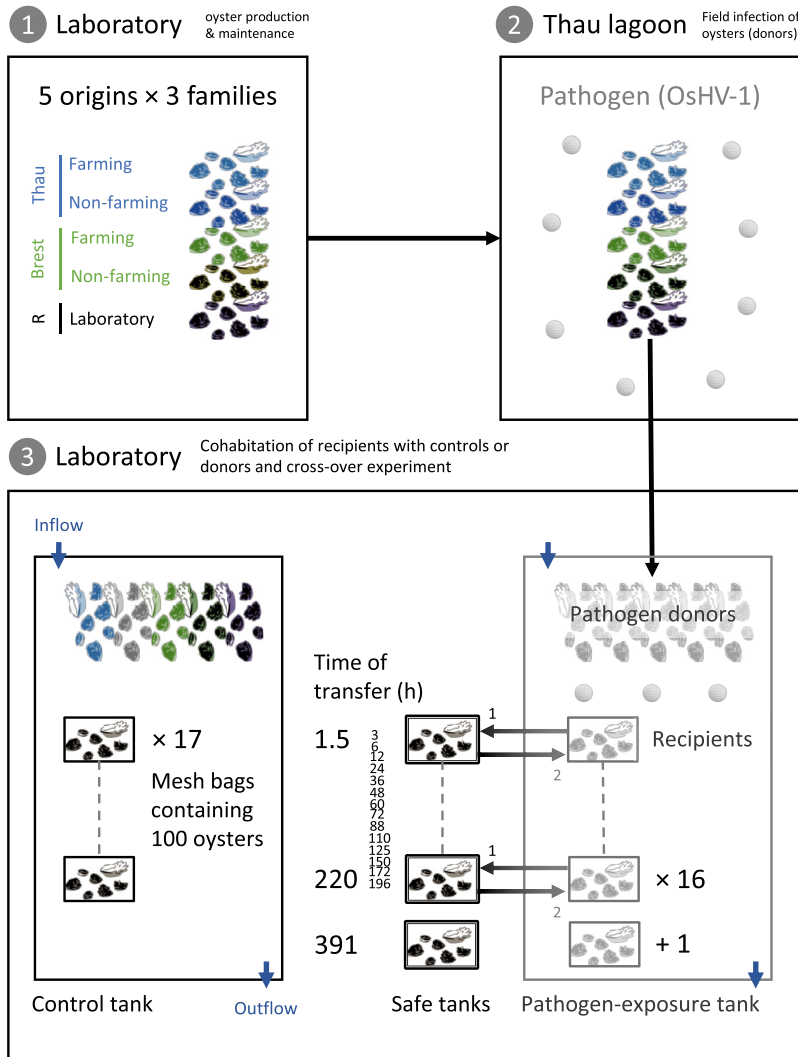 1 Laboratory
oyster production
& maintenance
2 Thau lagoon
Field infection of
oysters (donors)
5 origins × 3 families
Thau
Farming
Non-farming
Brest
Farming
Non-farming
R
Laboratory
Pathogen (OsHV-1)
3 Laboratory
Cohabitation of recipients with controls or
donors and cross-over experiment
Inflow
Pathogen donors
Time of
transfer (h)
× 17
Mesh bags
containing
100 oysters
1.5
3
6
12
24
36
48
60
72
88
110
125
150
172
196
220
391
1
2
Recipients
1
2
× 16
+ 1
Control tank
Outflow
Safe tanks
Pathogen-exposure tank